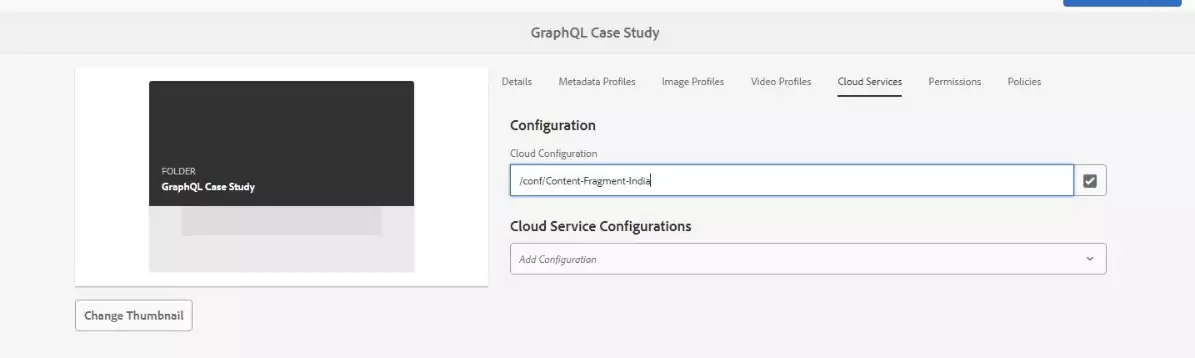 GraphQL Case Study
Details Metadata Profiles Image Profiles Video Profiles Cloud Services Permissions Policies
FOLDER
GraphQL Case Study
Configuration
Cloud Configuration
/conf/Content-Fragment-India
Cloud Service Configurations
Add Configuration
Change Thumbnail